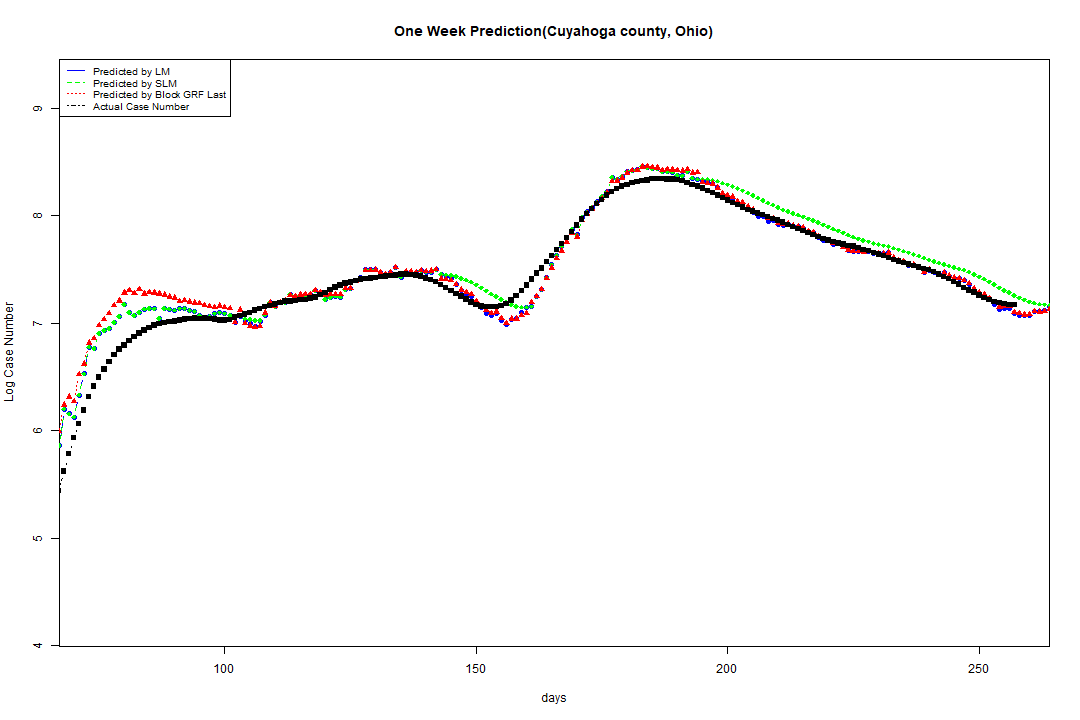 One Week Prediction(Cuyahoga county, Ohio)
Predicted by LM
Predicted by SLM
Predicted by Block GRF Last
Actual Case Number
9
8
7
6
5
4
Log Case Number
100 150 200 250
days